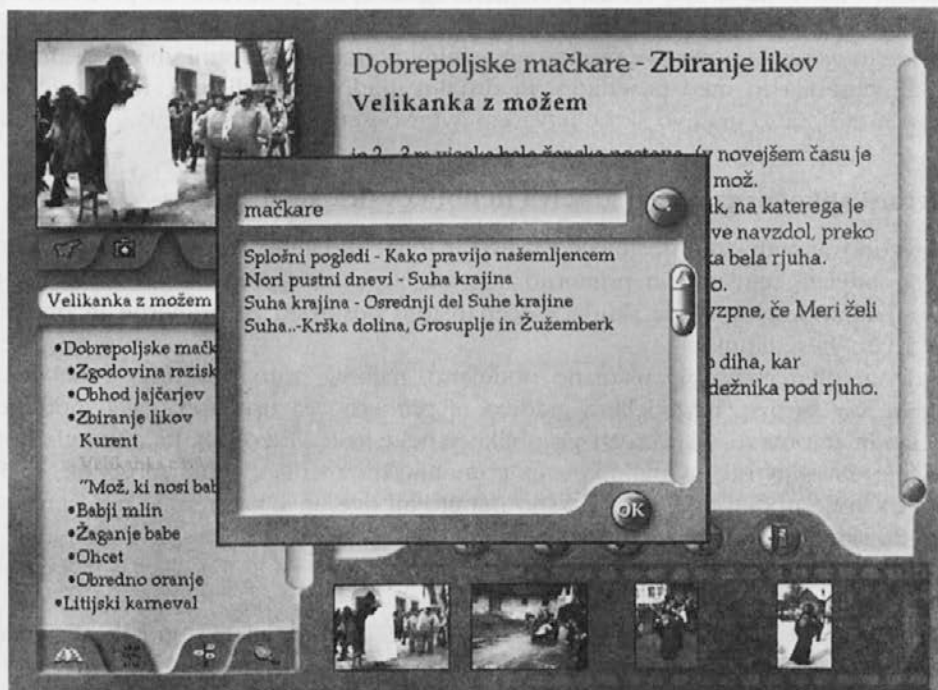 Dobrepoljske mačkare - Zbiranje likov
Velikanka z možem
je 2 - 3 m visoka bela ženska postava (v novejšem času je
mož.
ik, na katerega je
ve navzdol, preko
ka bela rjuha.
o.
vzpne, če Meri želi
o diha, kar
dežnika pod rjuho.
mačkare
Splošni pogledi - Kako pravijo našemljencem
Nori pustni dnevi - Suha krajina
Suha krajina - Osrednji del Suhe krajine
Suha..-Krška dolina, Grosuplje in Žužemberk
OK
Velikanka z možem
•Dobrepoljske mačk
•Zgodovina razisk
•Obhod jajčarjev
•Zbiranje likov
Kurent
Velikanka z mo
"Mož, ki nosi bab
•Babji mlin
•Žaganje babe
•Ohcet
•Obredno oranje
•Litijski karneval